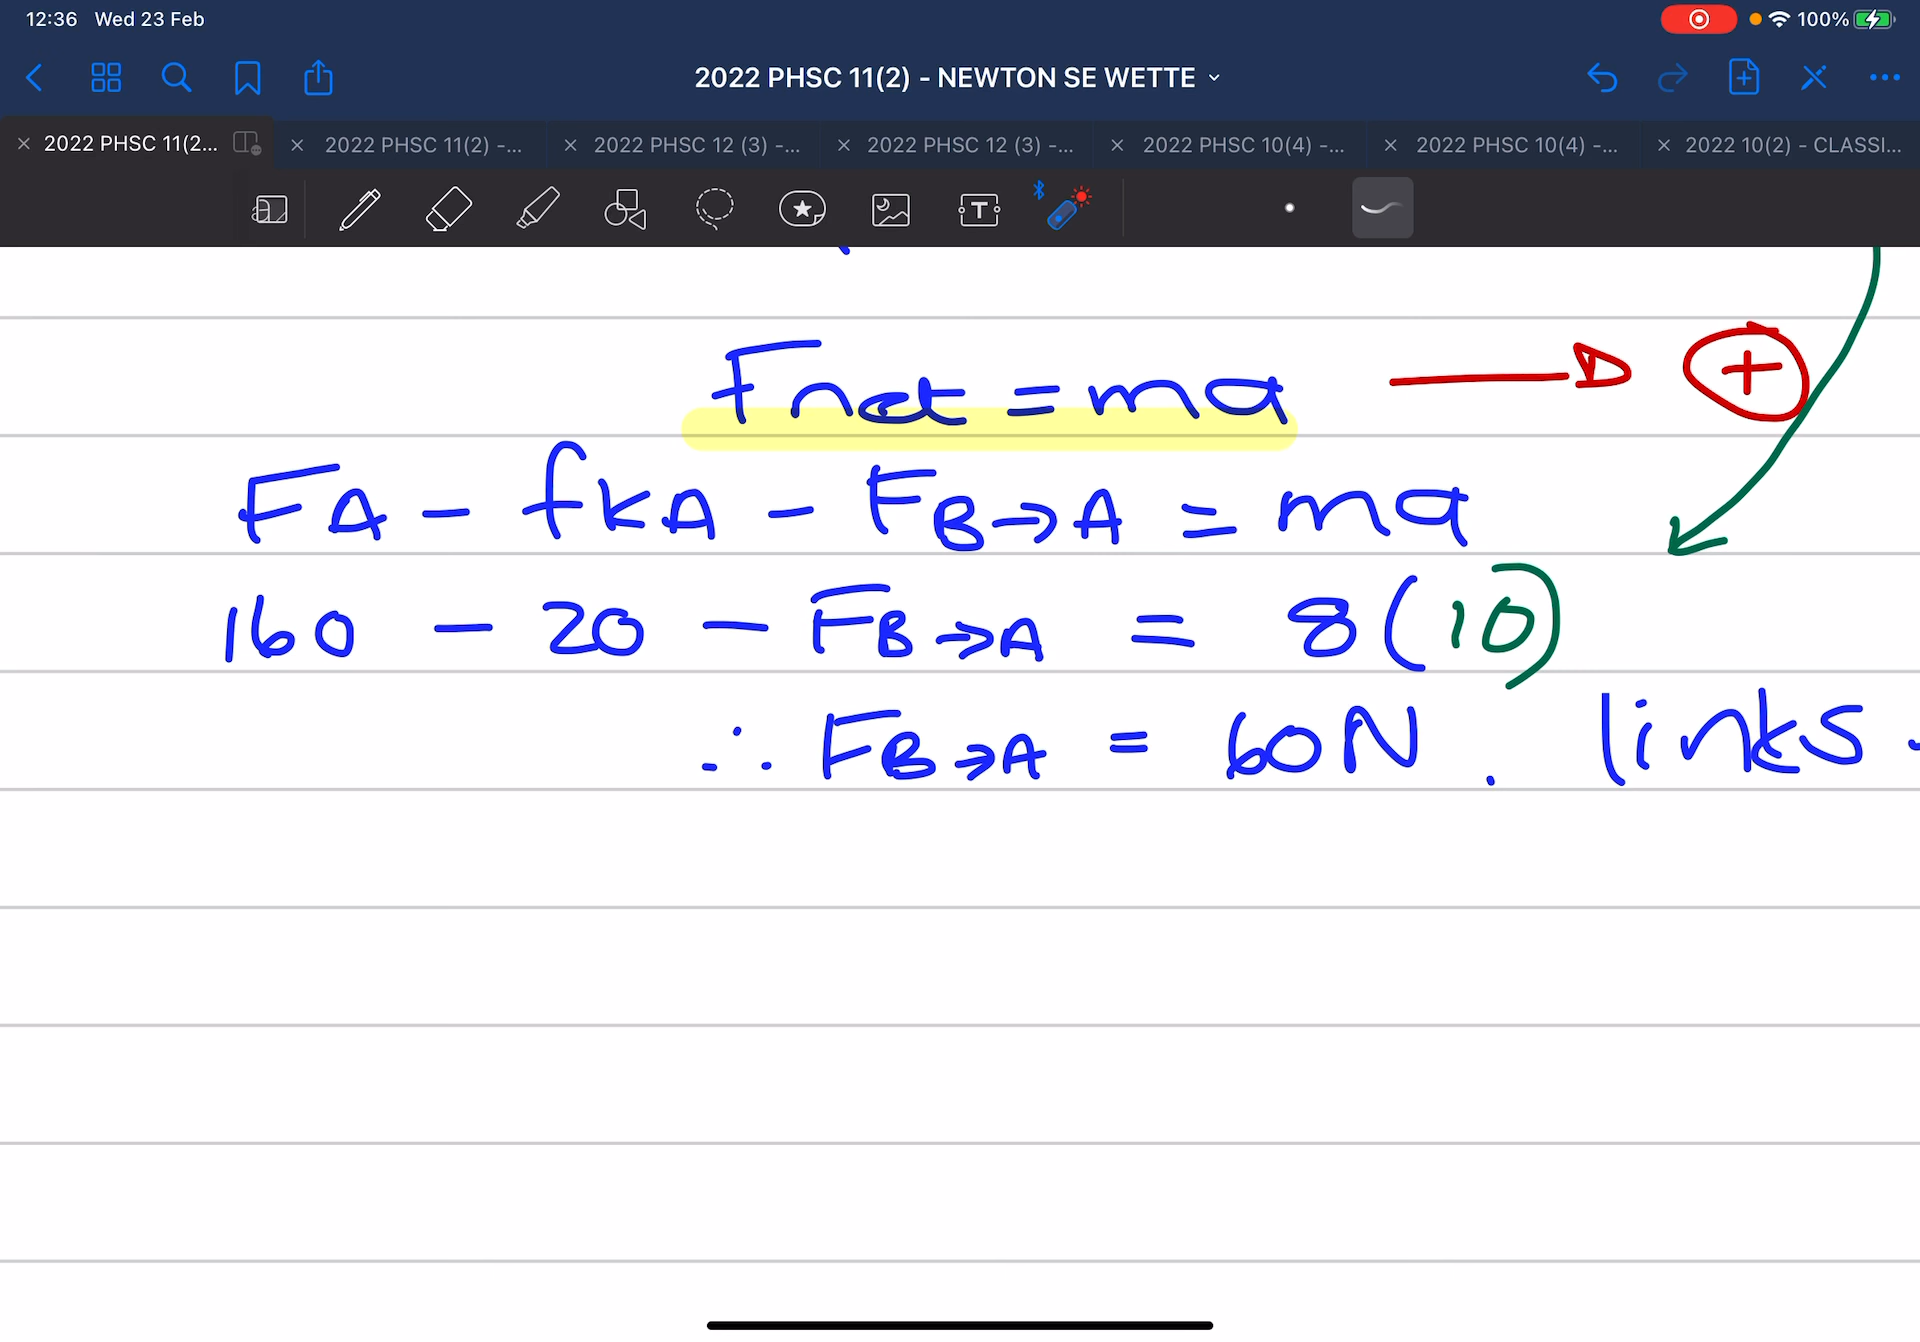 12:36 Wed 23 Feb 100%
2022 PHSC 11(2) - NEWTON SE WETTE
2022 PHSC 11(2... 2022 PHSC 11(2) -... 2022 PHSC 12 (3) -... 2022 PHSC 12 (3) -... 2022 PHSC 10(4) -... 2022 PHSC 10(4) -... 2022 10(2) - CLASSI...
T
Fnet = ma +
FA - fkA - FB→A = ma
160 - 20 - FB→A = 8(10)
∴ FB→A = 60N. links.